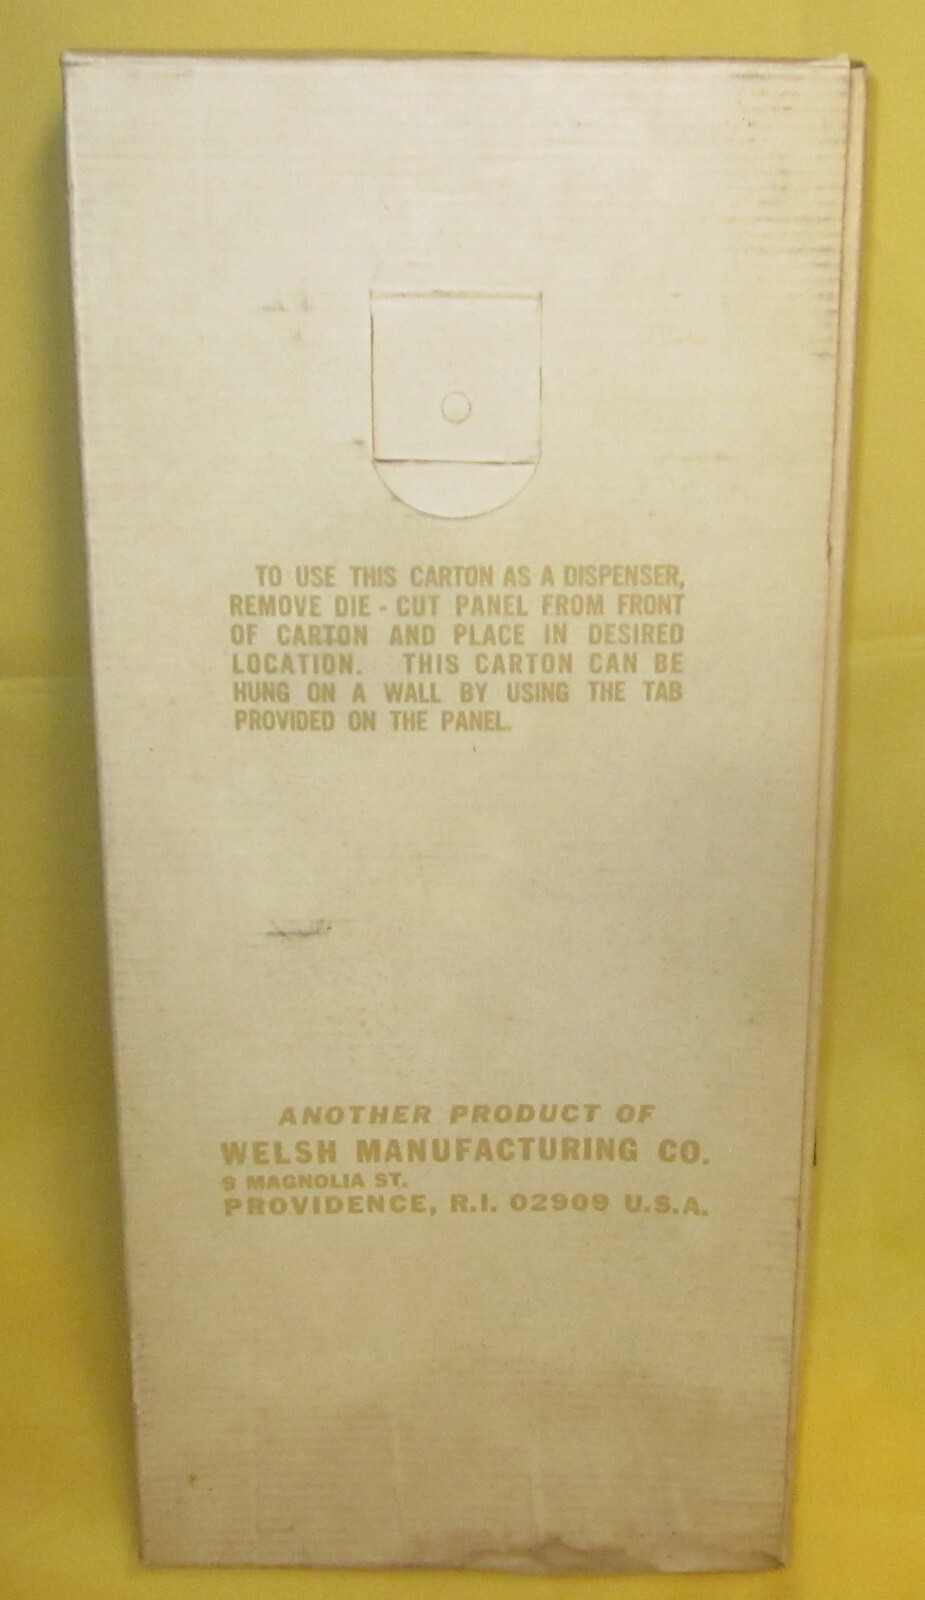 TO USE THIS CARTON AS A DISPENSER,
REMOVE DIE - CUT PANEL FROM FRONT
OF CARTON AND PLACE IN DESIRED
LOCATION. THIS CARTON CAN BE
HUNG ON A WALL BY USING THE TAB
PROVIDED ON THE PANEL.
ANOTHER PRODUCT OF
WELSH MANUFACTURING CO.
9 MAGNOLIA ST.
PROVIDENCE, R.I. 02909 U.S.A.